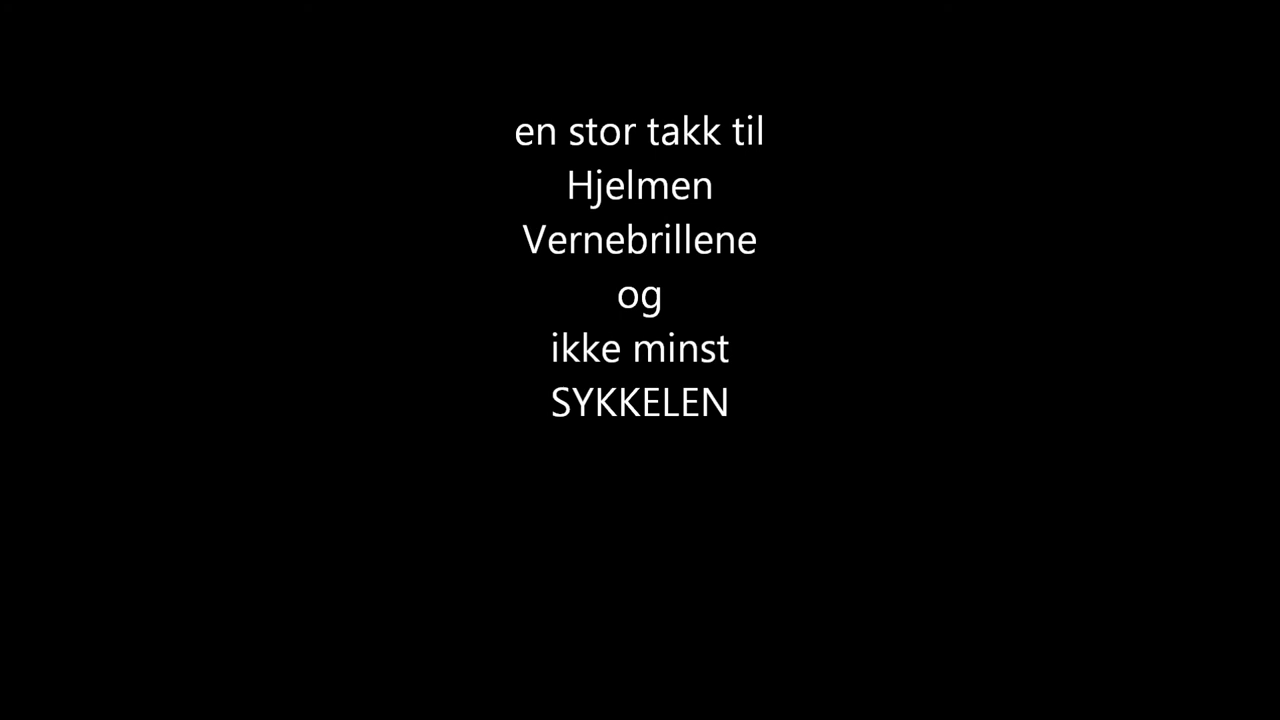 en stor takk til
Hjelmen
Vernebrillene
og
ikke minst
SYKKELEN